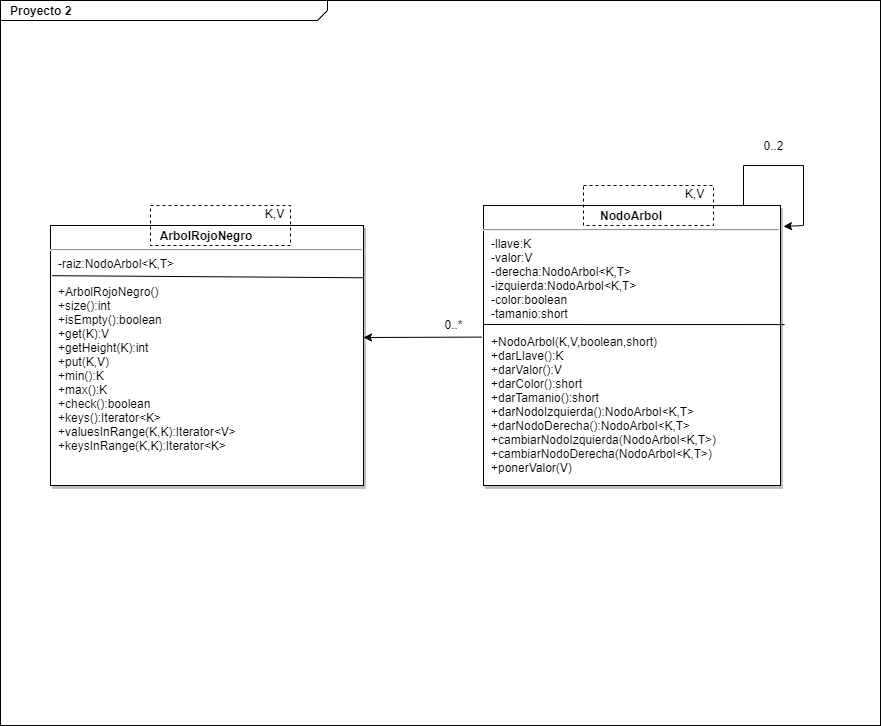 Proyecto 2
K,V
ArbolRojoNegro
-raiz:NodoArbol<K,T>
+ArbolRojoNegro()
+size():int
+isEmpty():boolean
+get(K):V
+getHeight(K):int
+put(K,V)
+min():K
+max():K
+check():boolean
+keys():Iterator<K>
+valuesInRange(K,K):Iterator<V>
+keysInRange(K,K):Iterator<K>
0..*
0..2
K,V
NodoArbol
-llave:K
-valor:V
-derecha:NodoArbol<K,T>
-izquierda:NodoArbol<K,T>
-color:boolean
-tamanio:short
+NodoArbol(K,V,boolean,short)
+darLlave():K
+darValor():V
+darColor():short
+darTamanio():short
+darNodoIzquierda():NodoArbol<K,T>
+darNodoDerecha():NodoArbol<K,T>
+cambiarNodoIzquierda(NodoArbol<K,T>)
+cambiarNodoDerecha(NodoArbol<K,T>)
+ponerValor(V)